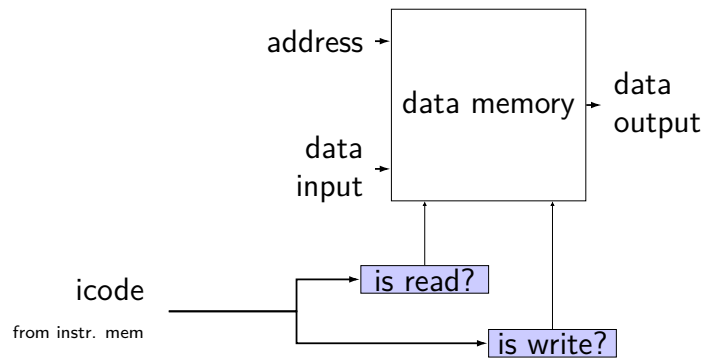 address
data memory
data
output
data
input
is read?
icode
from instr. mem
is write?